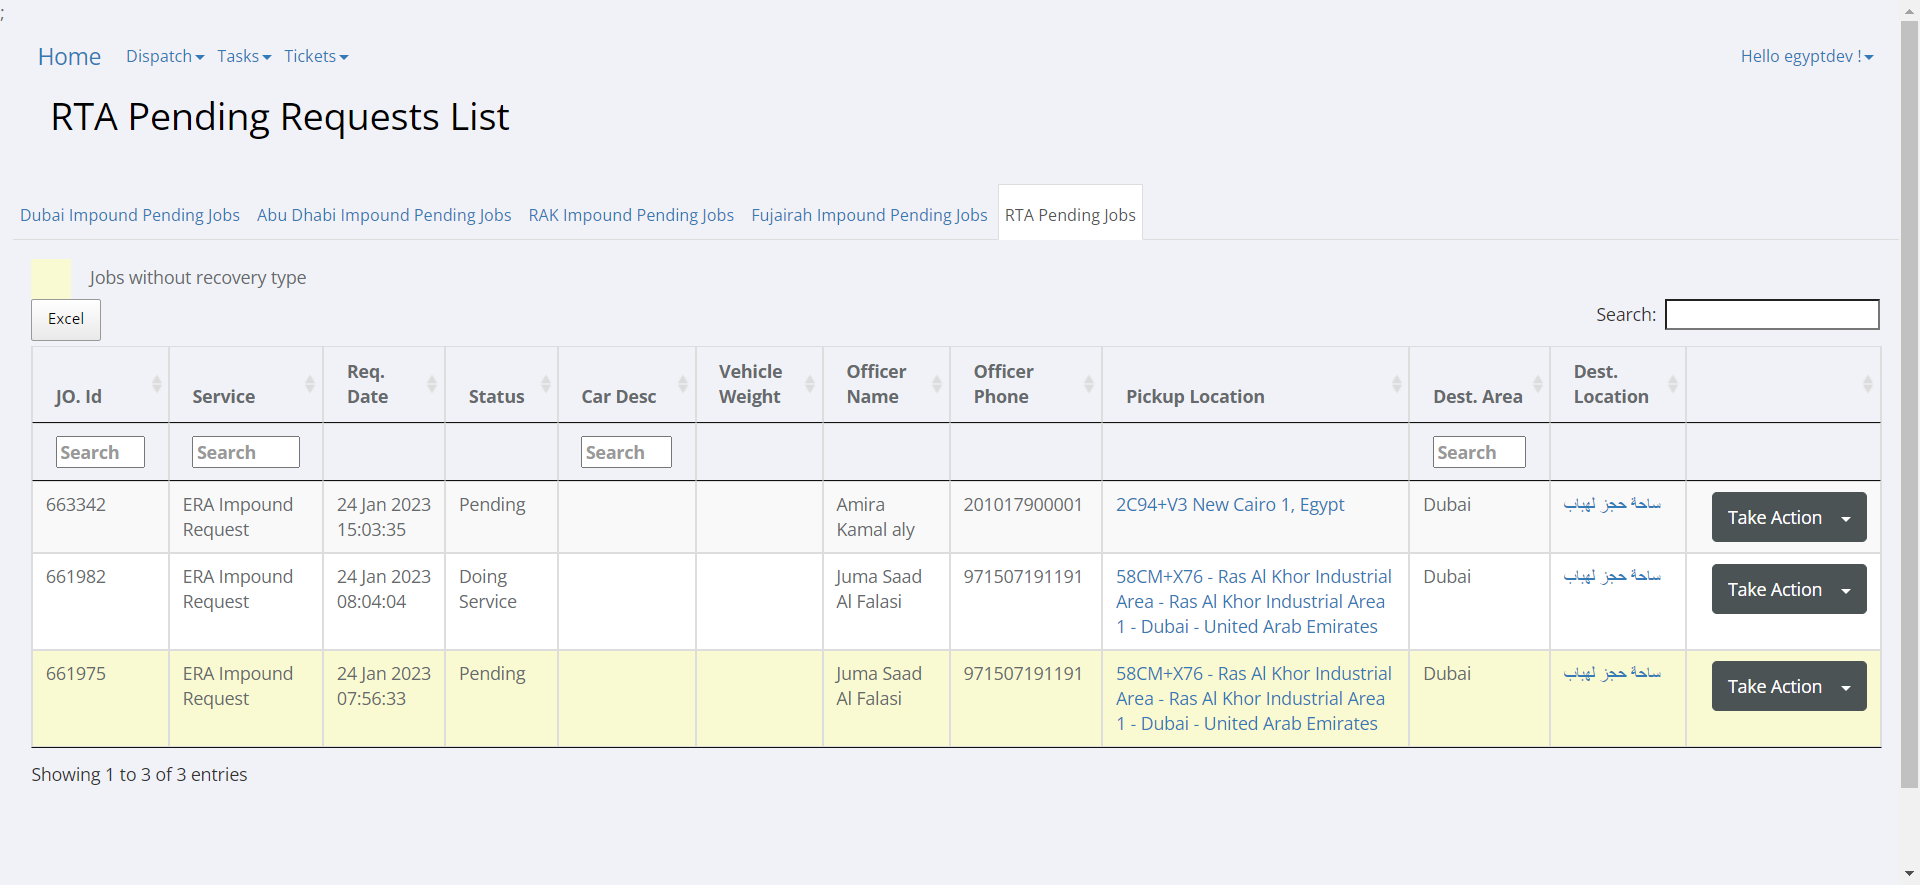 ;
Home Dispatch Tasks Tickets Hello egyptdev !
RTA Pending Requests List
Dubai Impound Pending Jobs Abu Dhabi Impound Pending Jobs RAK Impound Pending Jobs Fujairah Impound Pending Jobs RTA Pending Jobs
Jobs without recovery type
Excel
Search:
JO. Id
Service
Req.
Date
Status
Car Desc
Vehicle
Weight
Officer
Name
Officer
Phone
Pickup Location
Dest. Area
Dest.
Location
Search Search Search Search
663342
ERA Impound
Request
24 Jan 2023
15:03:35
Pending
Amira
Kamal aly
201017900001
2C94+V3 New Cairo 1, Egypt
Dubai
ساحة حجز لهباب
Take Action
661982
ERA Impound
Request
24 Jan 2023
08:04:04
Doing
Service
Juma Saad
Al Falasi
971507191191
58CM+X76 - Ras Al Khor Industrial
Area - Ras Al Khor Industrial Area
1 - Dubai - United Arab Emirates
Dubai
ساحة حجز لهباب
Take Action
661975
ERA Impound
Request
24 Jan 2023
07:56:33
Pending
Juma Saad
Al Falasi
971507191191
58CM+X76 - Ras Al Khor Industrial
Area - Ras Al Khor Industrial Area
1 - Dubai - United Arab Emirates
Dubai
ساحة حجز لهباب
Take Action
Showing 1 to 3 of 3 entries